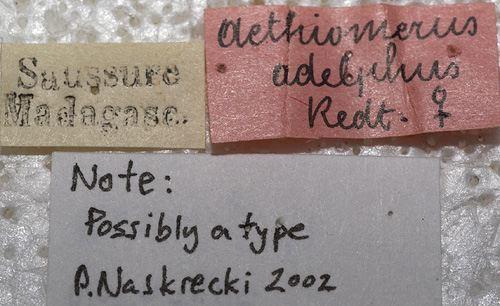 Saussure
Madagasc.
Aethiomerus
adelphus
Redt. ♀
Note:
Possibly a type
P. Naskrecki 2002